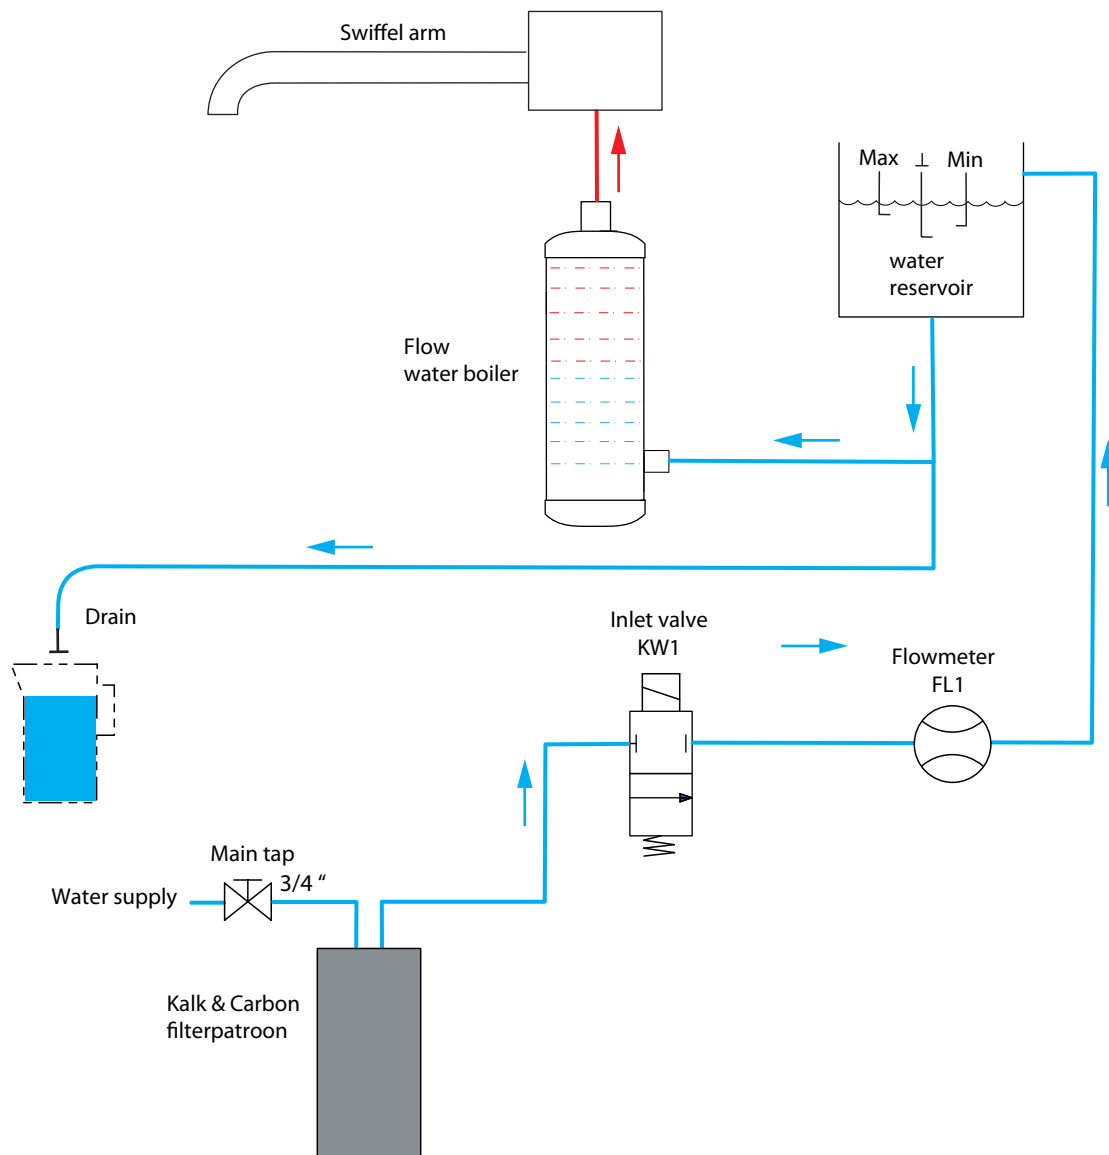 Swiffel arm
Max
⊥
Min
water
reservoir
Flow
water boiler
Drain
Inlet valve
KW1
Flowmeter
FL1
Main tap
3/4 “
Water supply
Kalk & Carbon
filterpatroon